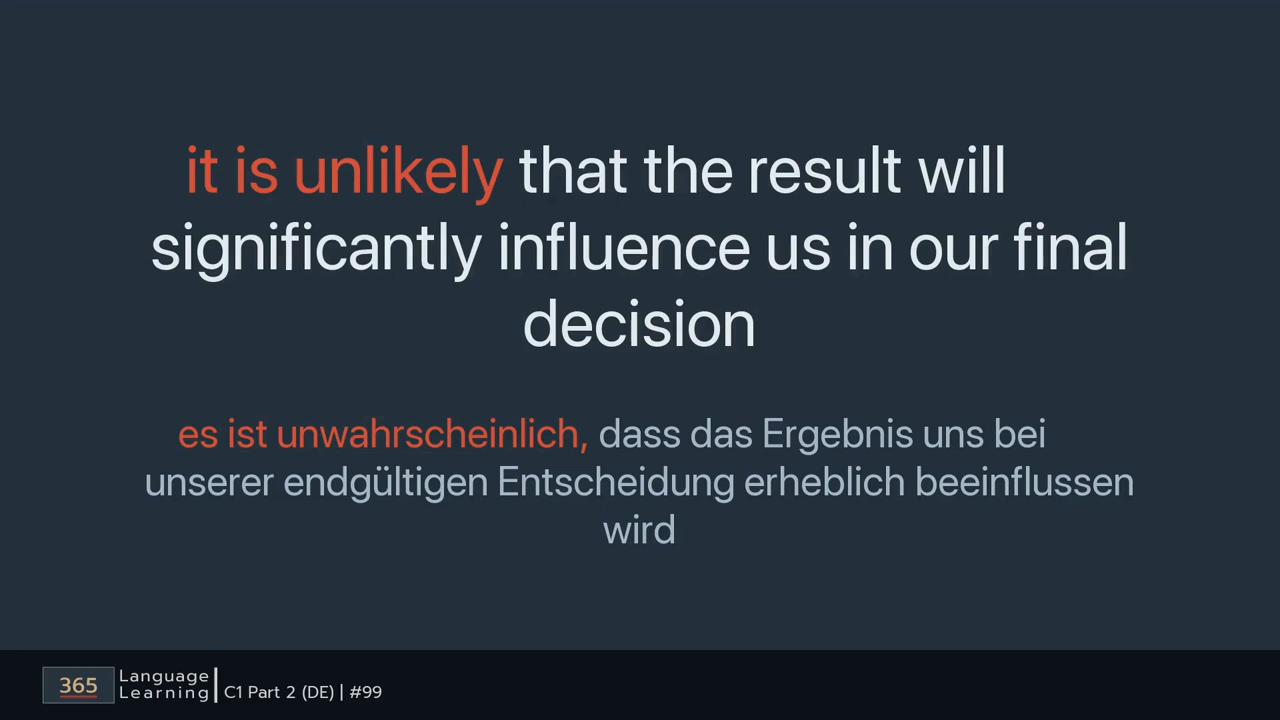 it is unlikely that the result will
significantly influence us in our final
decision
es ist unwahrscheinlich, dass das Ergebnis uns bei
unserer endgültigen Entscheidung erheblich beeinflussen
wird
365
Language
Learning
C1 Part 2 (DE) | #99